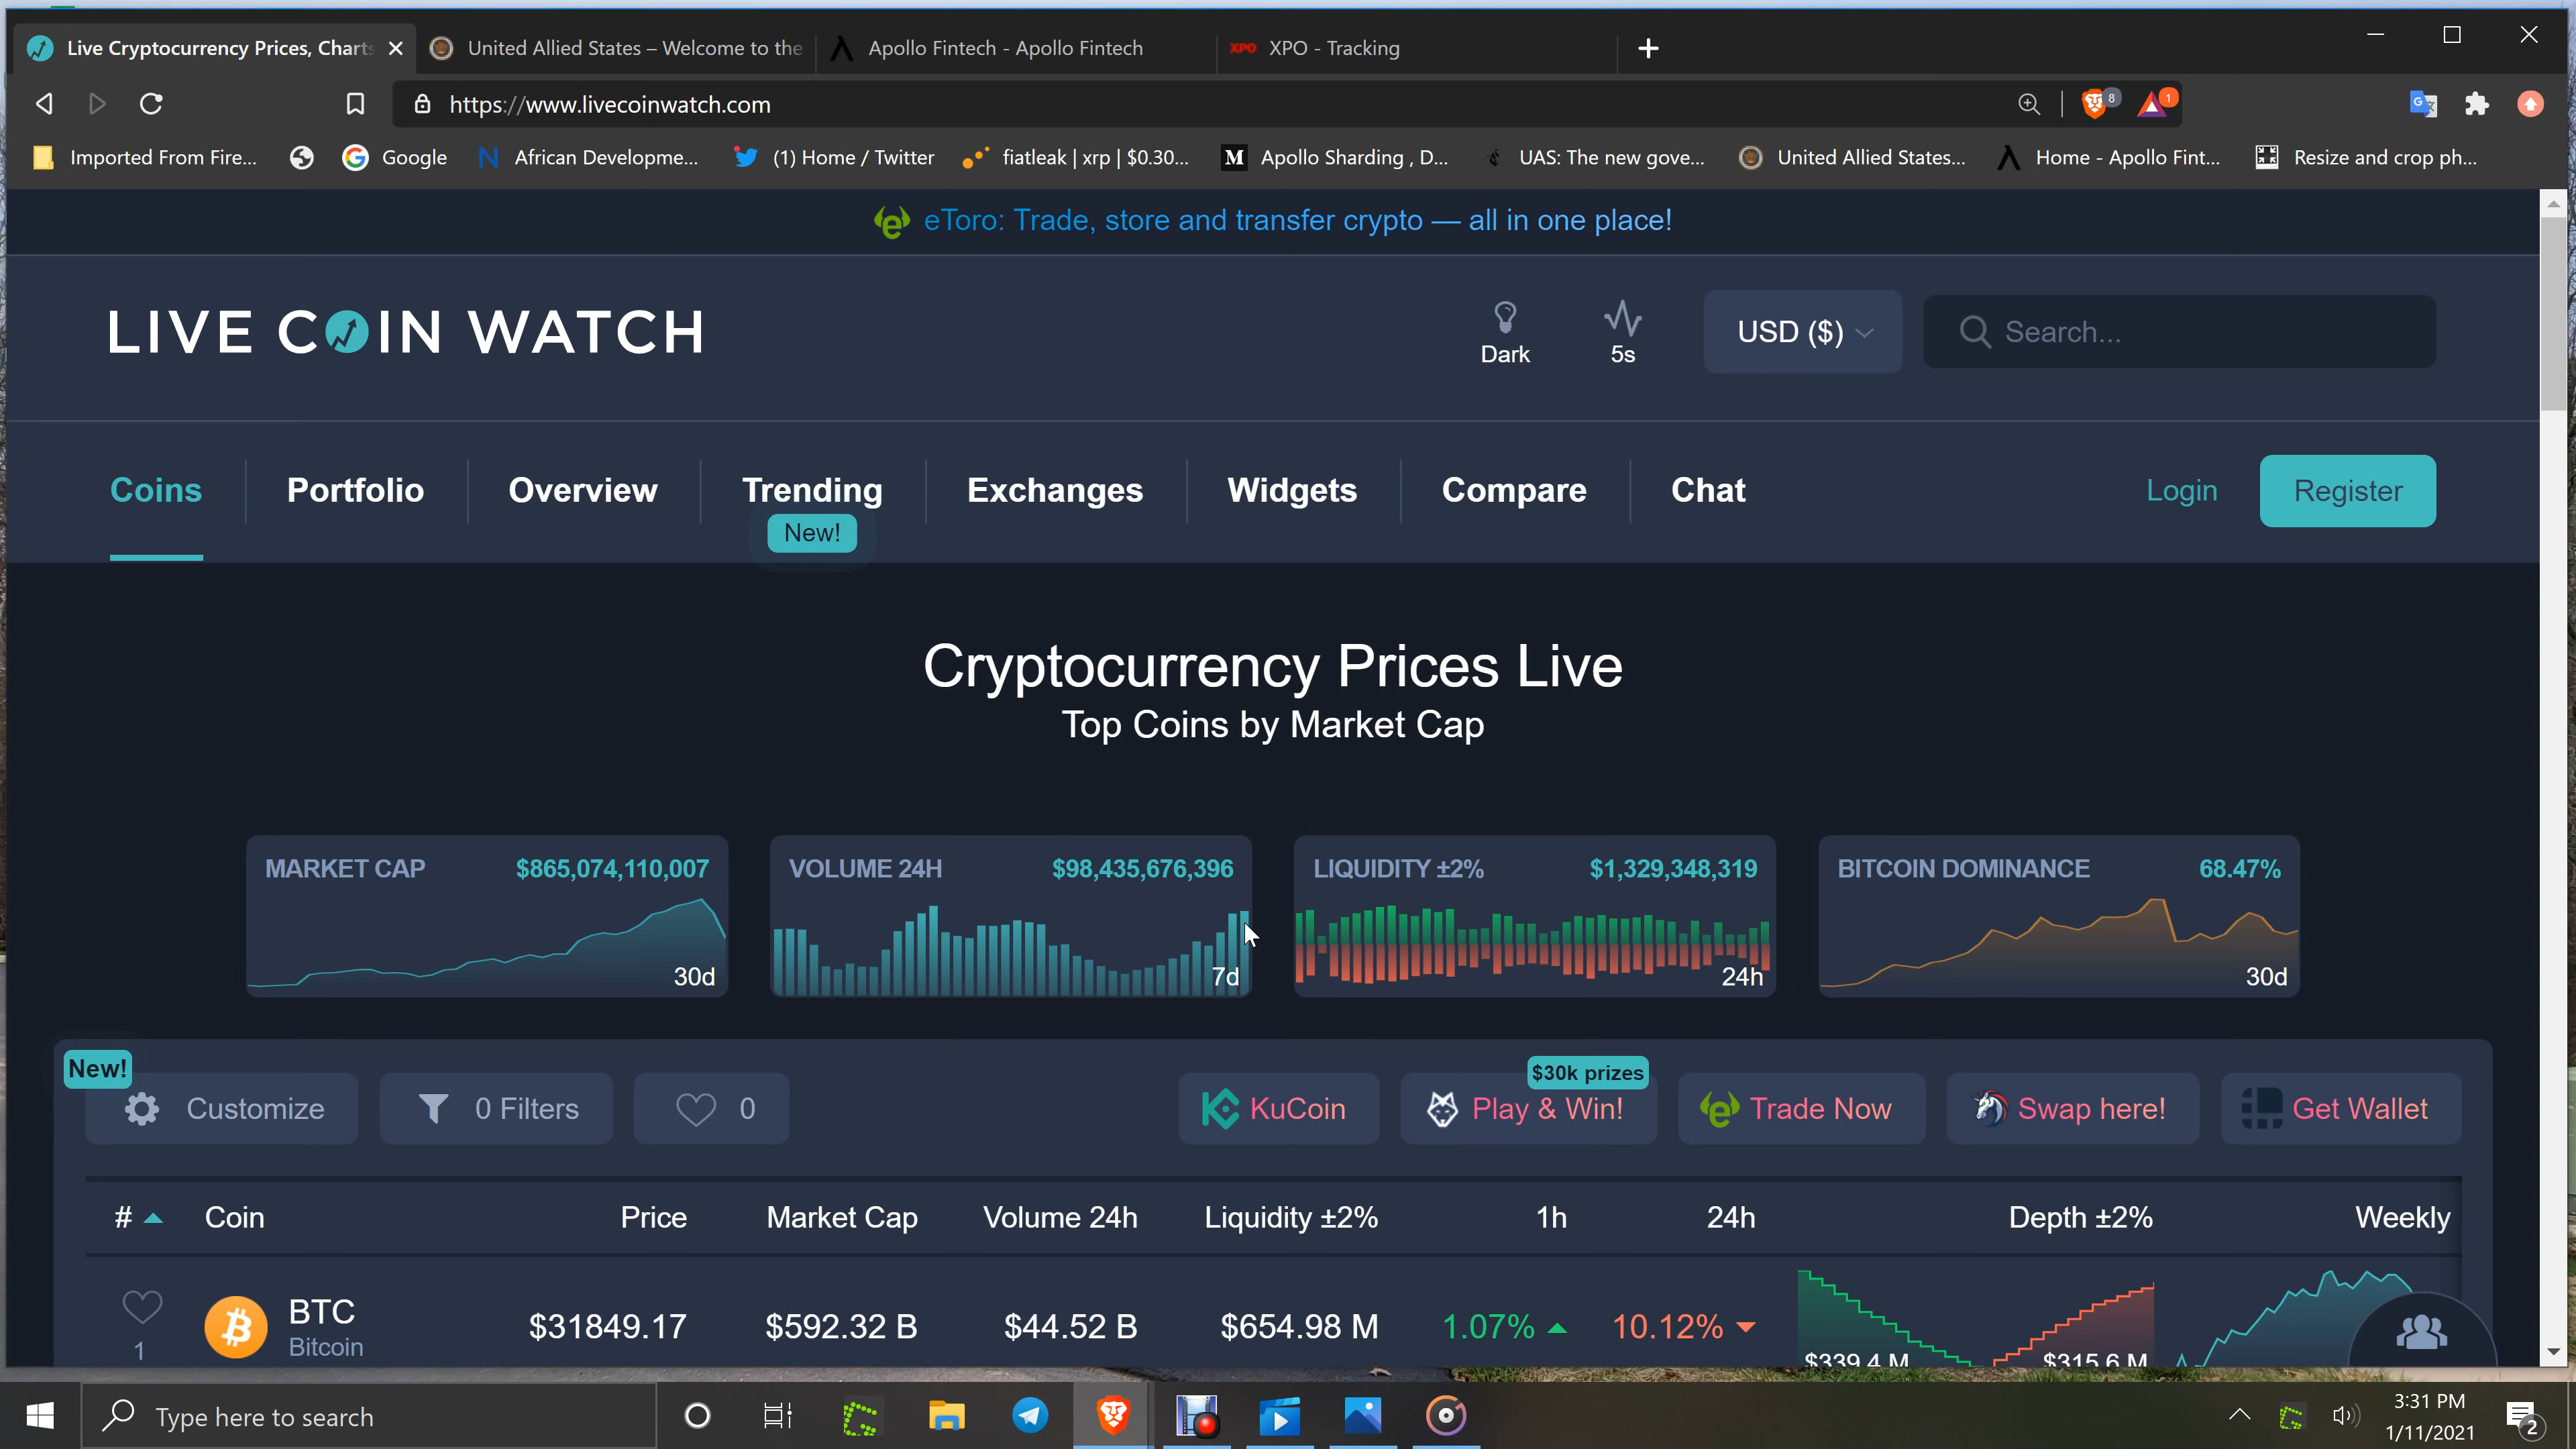 Live Cryptocurrency Prices, Charts
United Allied States – Welcome to the
Apollo Fintech - Apollo Fintech
XPO XPO - Tracking
https://www.livecoinwatch.com
8
1
Imported From Fire...
Google
African Developme...
(1) Home / Twitter
fiatleak | xrp | $0.30...
M Apollo Sharding , D...
UAS: The new gove...
United Allied States...
Home - Apollo Fint...
Resize and crop ph...
eToro: Trade, store and transfer crypto — all in one place!
LIVE COIN WATCH
Dark
5s
USD ($)
Search...
Coins
Portfolio
Overview
Trending
New!
Exchanges
Widgets
Compare
Chat
Login
Register
Cryptocurrency Prices Live
Top Coins by Market Cap
MARKET CAP $865,074,110,007
30d
VOLUME 24H $98,435,676,396
7d
LIQUIDITY ±2% $1,329,348,319
24h
BITCOIN DOMINANCE 68.47%
30d
New!
Customize
0 Filters
0
KuCoin
$30k prizes
Play & Win!
Trade Now
Swap here!
Get Wallet
# Coin Price Market Cap Volume 24h Liquidity ±2% 1h 24h Depth ±2% Weekly
1
BTC
Bitcoin
$31849.17 $592.32 B $44.52 B $654.98 M 1.07% 10.12%
$339.4 M $315.6 M
Type here to search
3:31 PM
1/11/2021
2